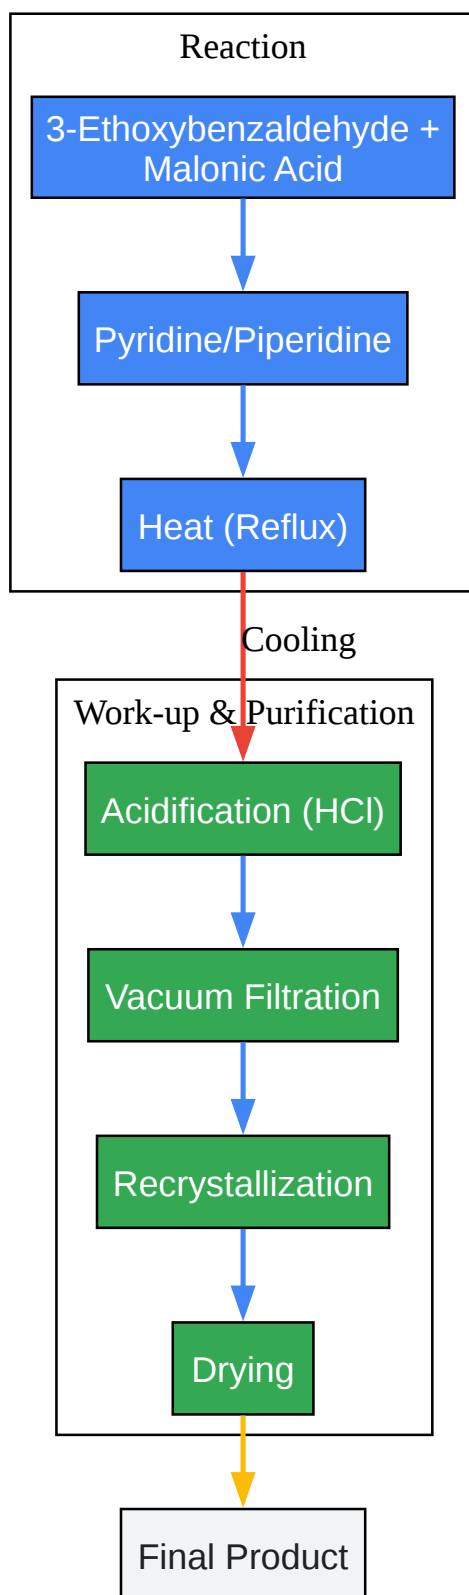 Reaction
3-Ethoxybenzaldehyde +
Malonic Acid
Pyridine/Piperidine
Heat (Reflux)
Cooling
Work-up & Purification
Acidification (HCl)
Vacuum Filtration
Recrystallization
Drying
Final Product